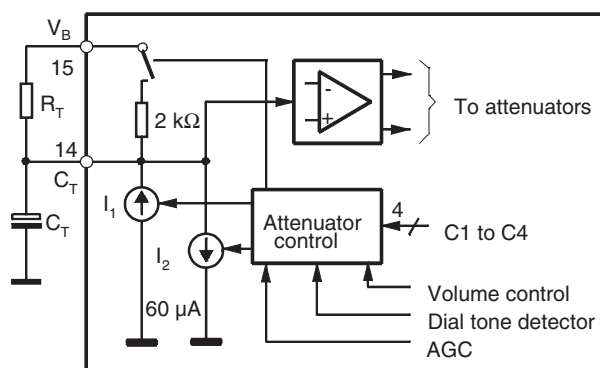 V_B
15
R_T
2 kΩ
-
+
To attenuators
14
C_T
I_1
4
Attenuator
control
C1 to C4
C_T
I_2
60 µA
Volume control
Dial tone detector
AGC